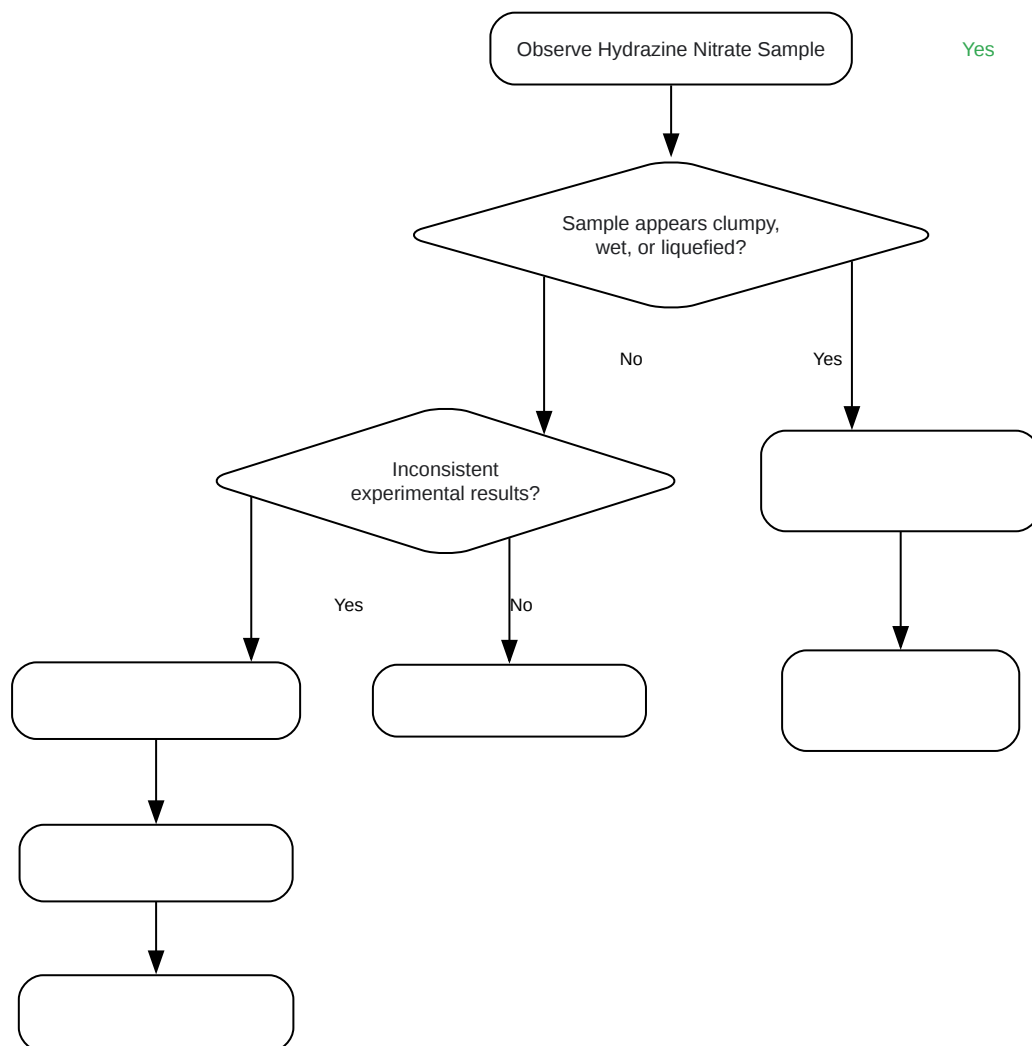 Observe Hydrazine Nitrate Sample
Yes
Sample appears clumpy,
wet, or liquefied?
No
Yes
Inconsistent
experimental results?
Yes
No